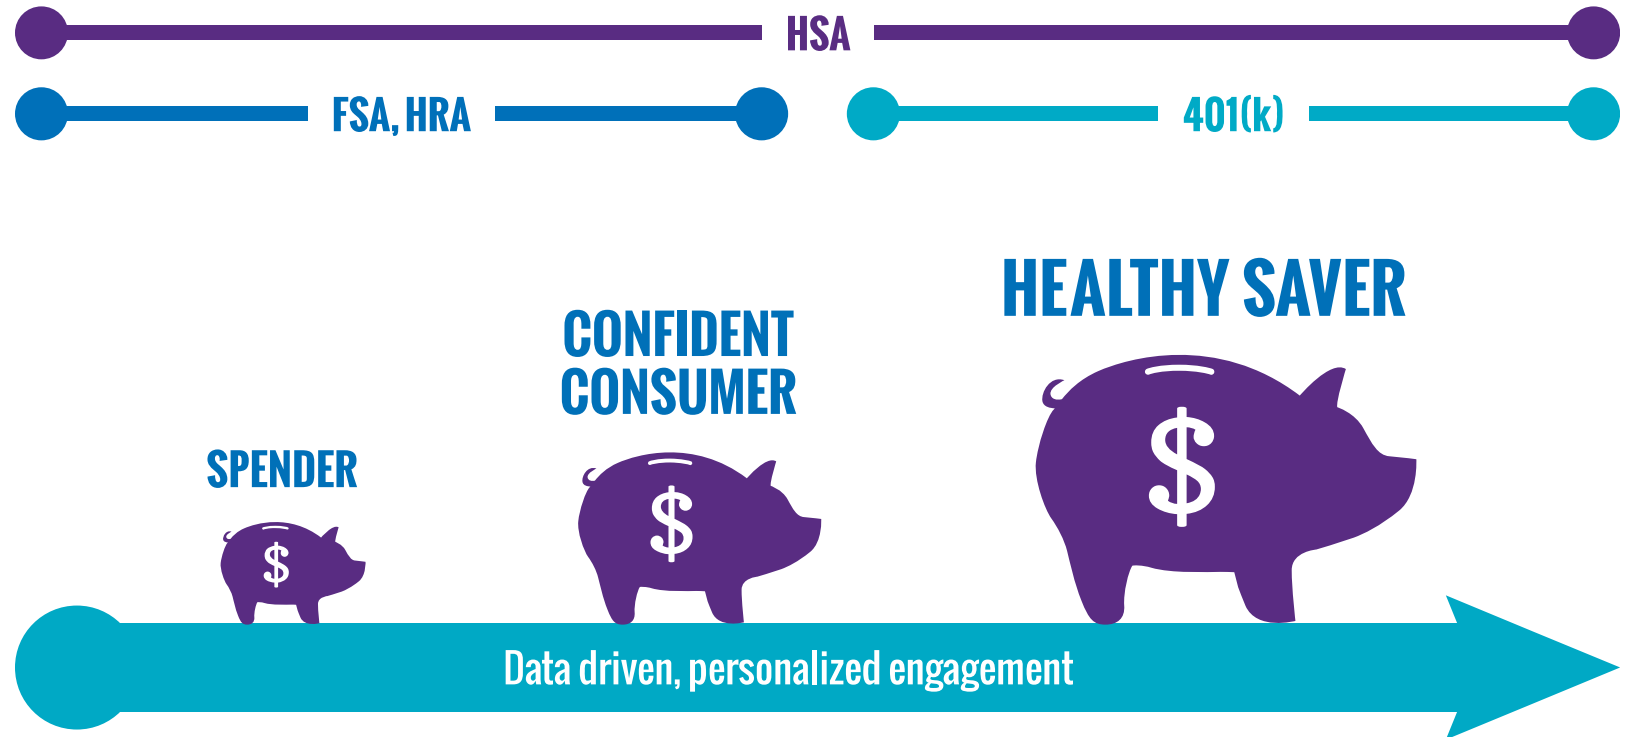 HSA
FSA, HRA
401(k)
HEALTHY SAVER
CONFIDENT
CONSUMER
SPENDER
$
$
$
Data driven, personalized engagement